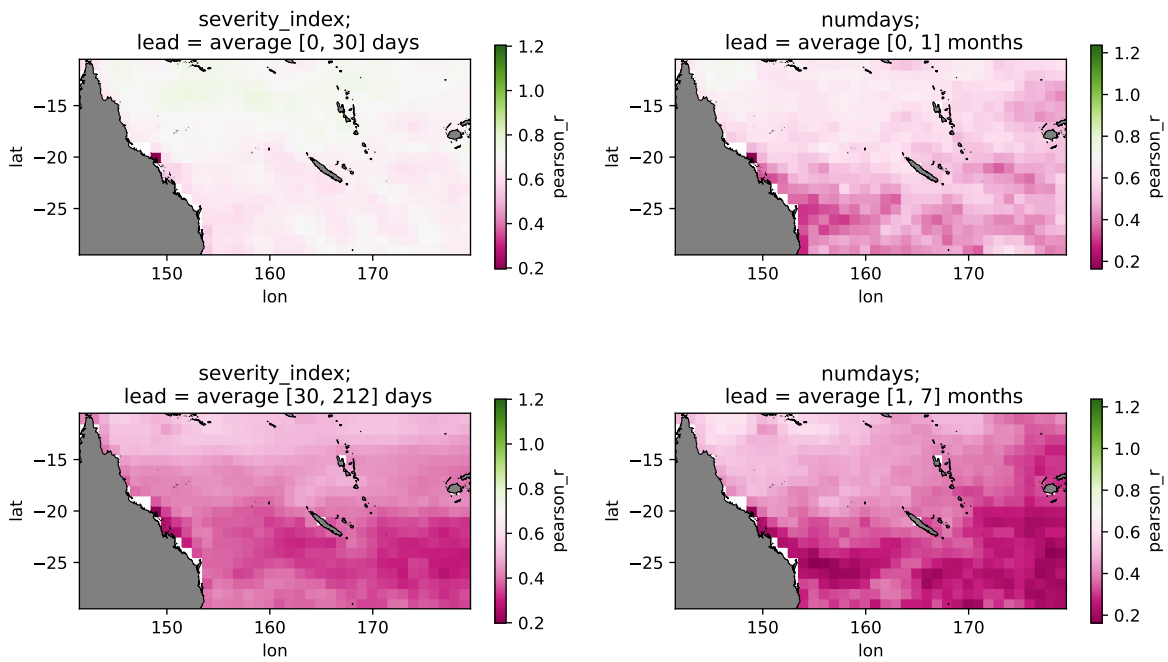 severity_index;
lead = average [0, 30] days
−15
−20
−25
lat
150
160
170
lon
1.2
1.0
0.8
0.6
0.4
0.2
pearson_r
numdays;
lead = average [0, 1] months
−15
−20
−25
lat
150
160
170
lon
1.2
1.0
0.8
0.6
0.4
0.2
pearson_r
severity_index;
lead = average [30, 212] days
−15
−20
−25
lat
150
160
170
lon
1.2
1.0
0.8
0.6
0.4
0.2
pearson_r
numdays;
lead = average [1, 7] months
−15
−20
−25
lat
150
160
170
lon
1.2
1.0
0.8
0.6
0.4
0.2
pearson_r